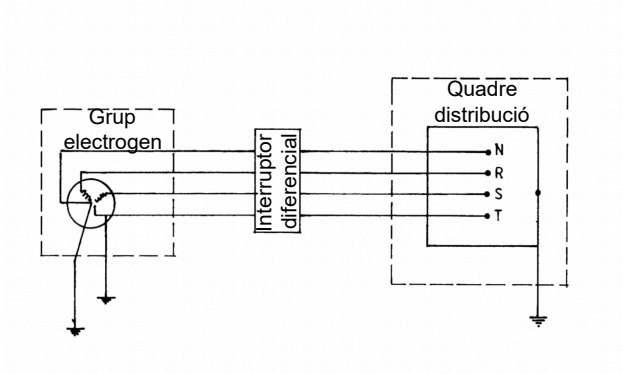 Grup
electrogen
Interruptor
diferencial
Quadre
distribució
N
R
S
T